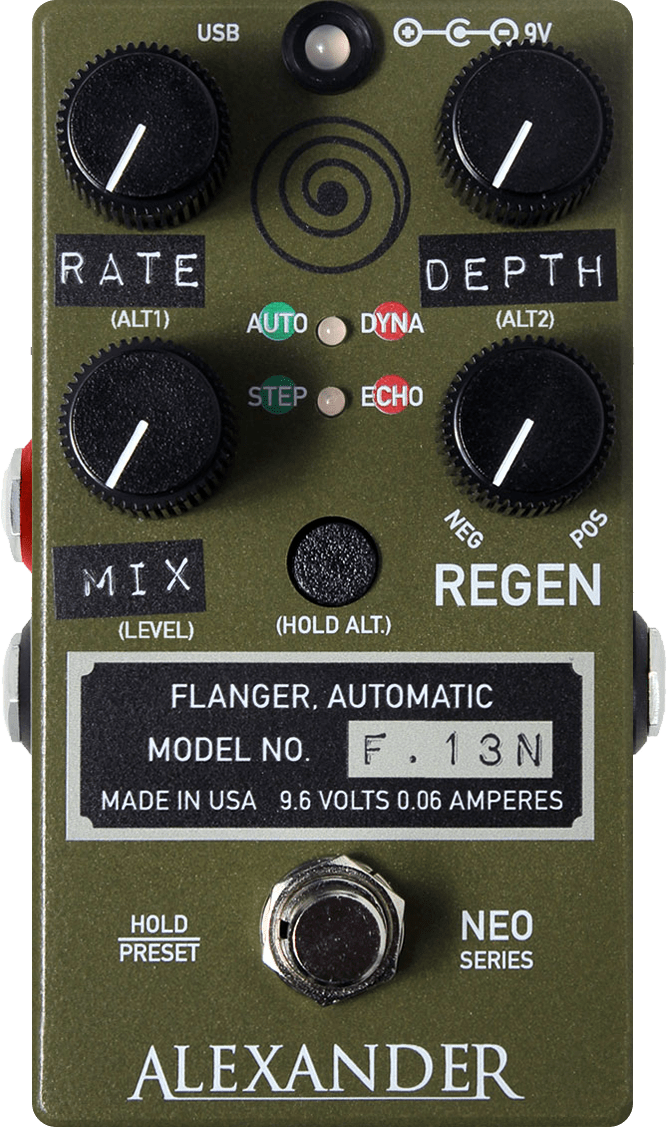 USB
9V
RATE
DEPTH
(ALT1)
(ALT2)
AUTO
DYNA
STEP
ECHO
NEG
POS
REGEN
MIX
(LEVEL)
(HOLD ALT.)
FLANGER, AUTOMATIC
MODEL NO. F.13N
MADE IN USA 9.6 VOLTS 0.06 AMPERES
HOLD
PRESET
NEO
SERIES
ALEXANDER